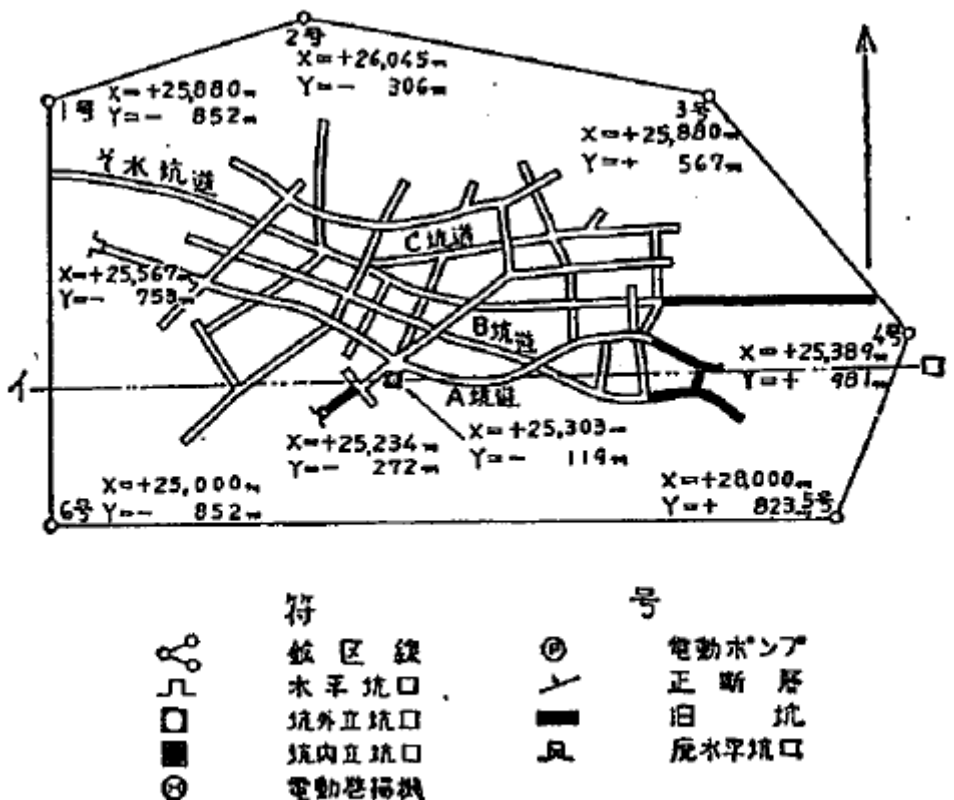 2号
X=+26,045m
Y=- 306m
1号
X=+25,880m
Y=- 852m
3号
X=+25,880m
Y=+ 567m
そ水坑道
C坑道
X=+25,567m
Y=- 753m
B坑道
4号
X=+25,389m
Y=+ 981m
イ
ロ
A坑道
X=+25,303m
Y=- 119m
X=+25,234m
Y=- 272m
X=+25,000m
Y=- 852m
6号
X=+28,000m
Y=+ 823m
5号
符 号
鉱区線
水平坑口
坑外立坑口
坑内立坑口
電動巻揚機
P 電動ポンプ
正断層
旧坑
廃水平坑口